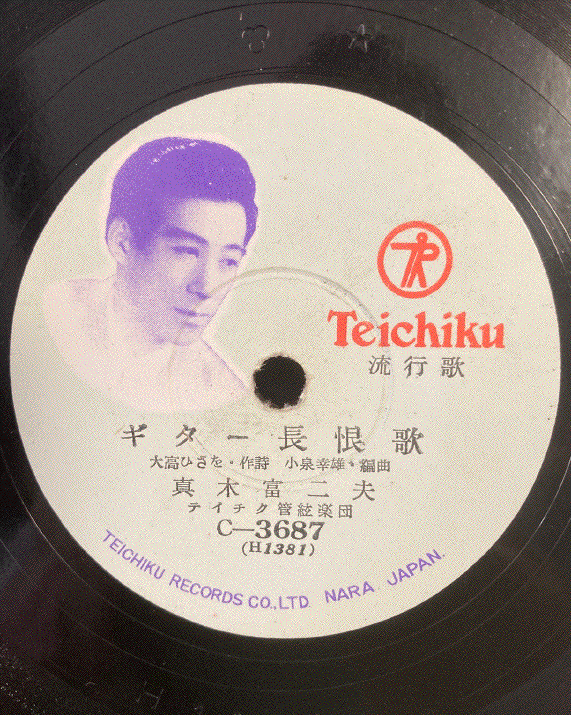 Teichiku
流行歌
ギター長恨歌
大高ひさを・作詩 小泉幸雄・編曲
真木富二夫
テイチク管絃楽団
C—3687
(H1381)
TEICHIKU RECORDS CO., LTD. NARA. JAPAN.